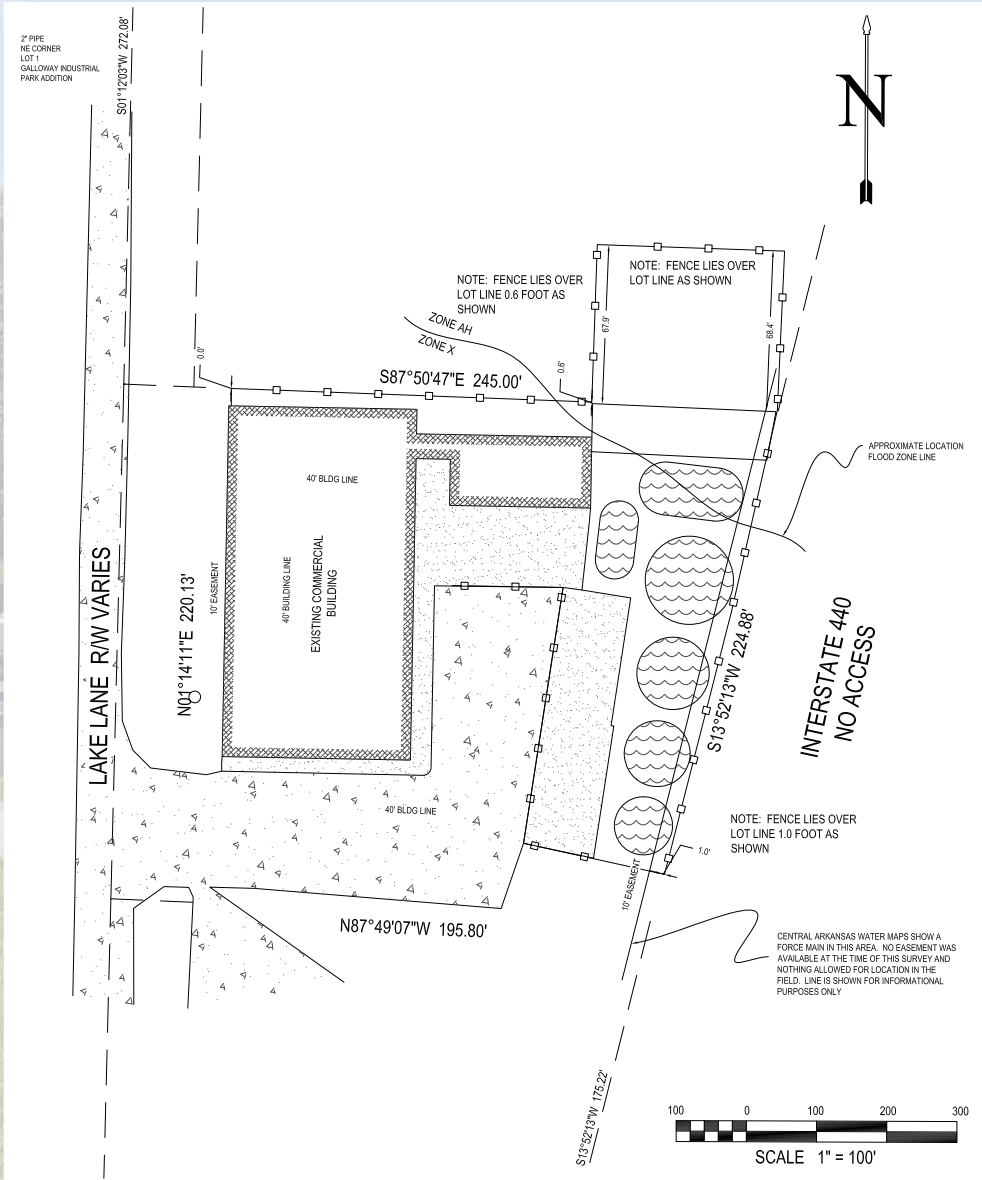 2" PIPE
NE CORNER
LOT 1
GALLOWAY INDUSTRIAL
PARK ADDITION
S01°12'03"W 272.08'
N
NOTE: FENCE LIES OVER
LOT LINE 0.6 FOOT AS
SHOWN
NOTE: FENCE LIES OVER
LOT LINE AS SHOWN
67.9'
68.4'
ZONE AH
ZONE X
0.0'
0.6'
S87°50'47"E 245.00'
APPROXIMATE LOCATION
FLOOD ZONE LINE
40' BLDG LINE
10' EASEMENT
40' BUILDING LINE
EXISTING COMMERCIAL
BUILDING
N01°14'11"E 220.13'
LAKE LANE R/W VARIES
S13°52'13"W 224.88'
INTERSTATE 440
NO ACCESS
40' BLDG LINE
NOTE: FENCE LIES OVER
LOT LINE 1.0 FOOT AS
SHOWN
1.0'
10' EASEMENT
N87°49'07"W 195.80'
CENTRAL ARKANSAS WATER MAPS SHOW A
FORCE MAIN IN THIS AREA. NO EASEMENT WAS
AVAILABLE AT THE TIME OF THIS SURVEY AND
NOTHING ALLOWED FOR LOCATION IN THE
FIELD. LINE IS SHOWN FOR INFORMATIONAL
PURPOSES ONLY
S13°52'13"W 175.22'
100 0 100 200 300
SCALE 1" = 100'